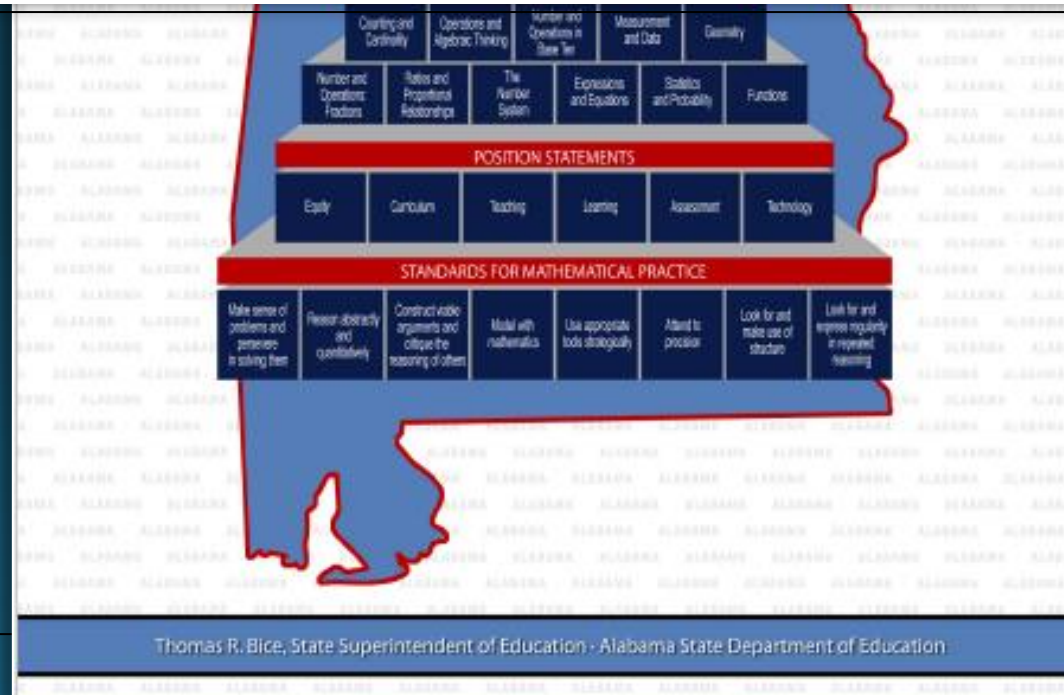 Counting and
Cardinality
Operations and
Algebraic Thinking
Number and
Operations in
Base Ten
Measurement
and Data
Geometry
Number and
Operations:
Fractions
Ratios and
Proportional
Relationships
The
Number
System
Expressions
and Equations
Statistics
and Probability
Functions
POSITION STATEMENTS
Equity
Curriculum
Teaching
Learning
Assessment
Technology
STANDARDS FOR MATHEMATICAL PRACTICE
Make sense of
problems and
persevere
in solving them
Reason abstractly
and
quantitatively
Construct viable
arguments and
critique the
reasoning of others
Model with
mathematics
Use appropriate
tools strategically
Attend to
precision
Look for and
make use of
structure
Look for and
express regularity
in repeated
reasoning
Thomas R. Bice, State Superintendent of Education · Alabama State Department of Education